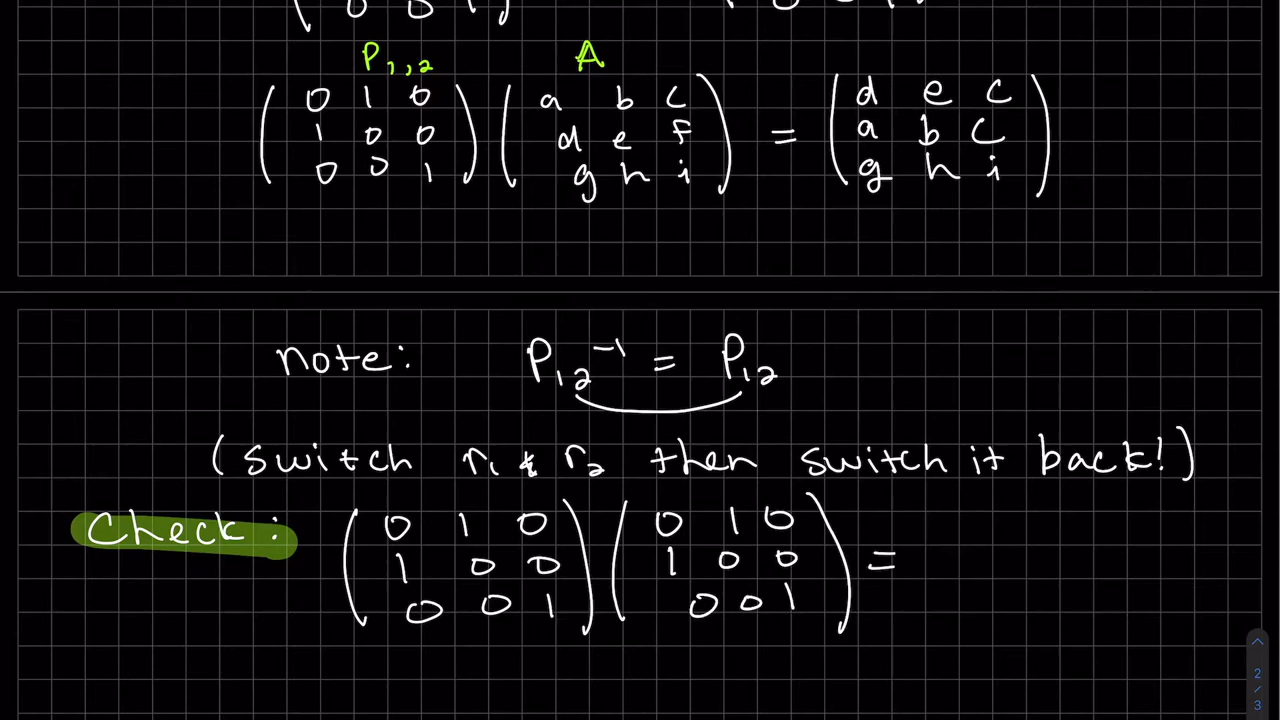 P₁,₂ A
( 0 1 0 ) ( a b c ) = ( d e c )
( 1 0 0 ) ( d e f ) ( a b c )
( 0 0 1 ) ( g h i ) ( g h i )
note: P₁₂⁻¹ = P₁₂
(switch r₁ & r₂ then switch it back!)
Check: ( 0 1 0 ) ( 0 1 0 ) =
( 1 0 0 ) ( 1 0 0 )
( 0 0 1 ) ( 0 0 1 )
2
/
3